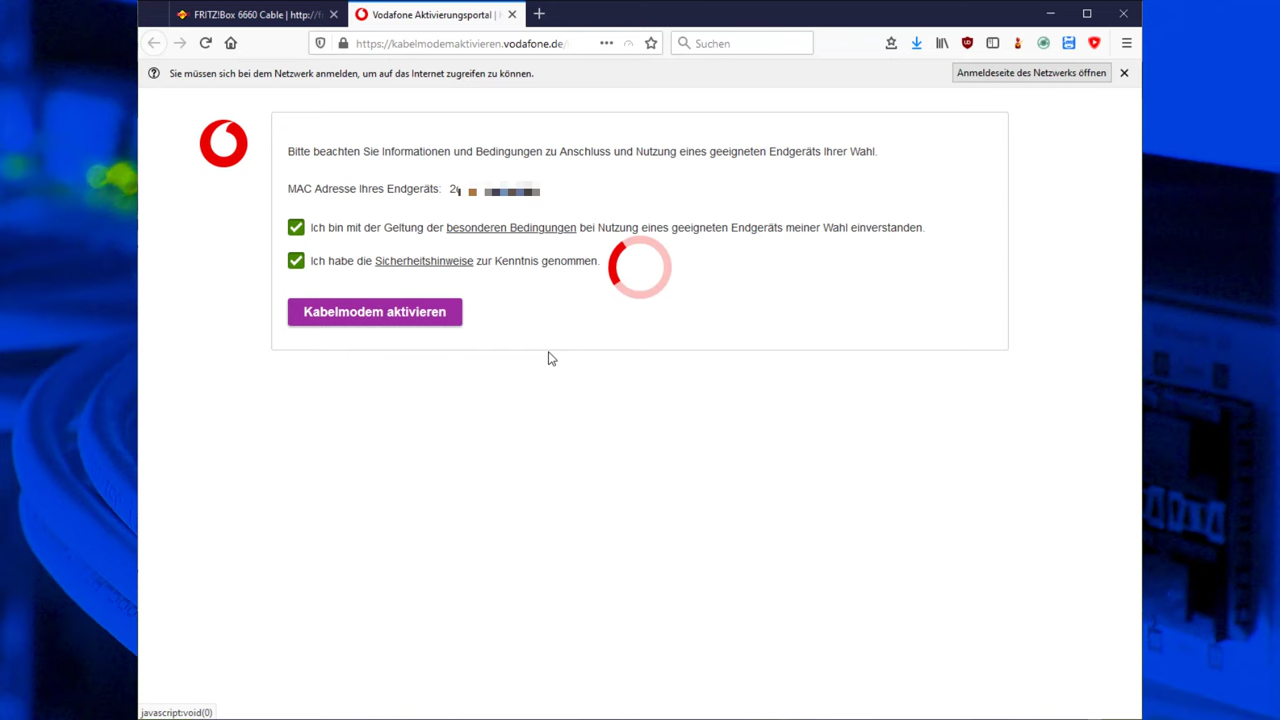 FRITZ!Box 6660 Cable | http://f
Vodafone Aktivierungsportal |
https://kabelmodemaktivieren.vodafone.de/
Suchen
Sie müssen sich bei dem Netzwerk anmelden, um auf das Internet zugreifen zu können.
Anmeldeseite des Netzwerks öffnen
Bitte beachten Sie Informationen und Bedingungen zu Anschluss und Nutzung eines geeigneten Endgeräts Ihrer Wahl.
MAC Adresse Ihres Endgeräts:
Ich bin mit der Geltung der besonderen Bedingungen bei Nutzung eines geeigneten Endgeräts meiner Wahl einverstanden.
Ich habe die Sicherheitshinweise zur Kenntnis genommen.
Kabelmodem aktivieren
javascript:void(0)